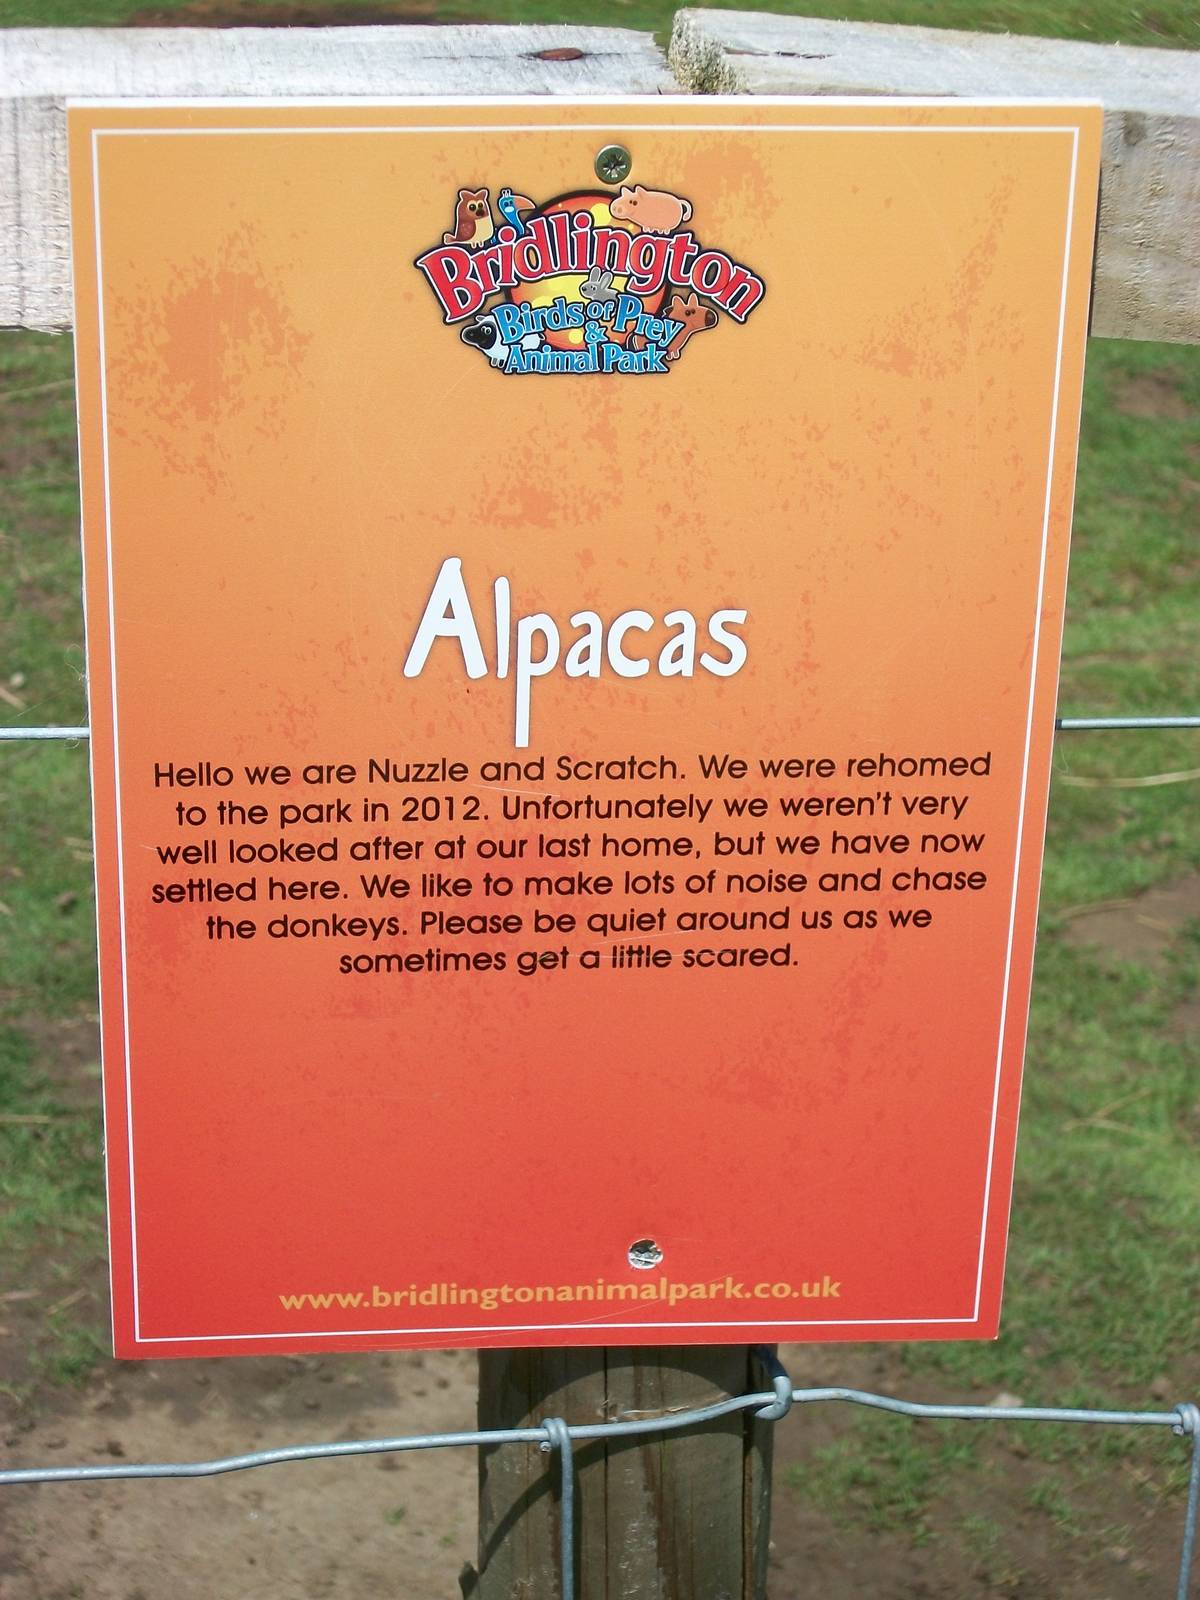 Bridlington
Birds of Prey
&
Animal Park
Alpacas
Hello we are Nuzzle and Scratch. We were rehomed
to the park in 2012. Unfortunately we weren't very
well looked after at our last home, but we have now
settled here. We like to make lots of noise and chase
the donkeys. Please be quiet around us as we
sometimes get a little scared.
www.bridlingtonanimalpark.co.uk